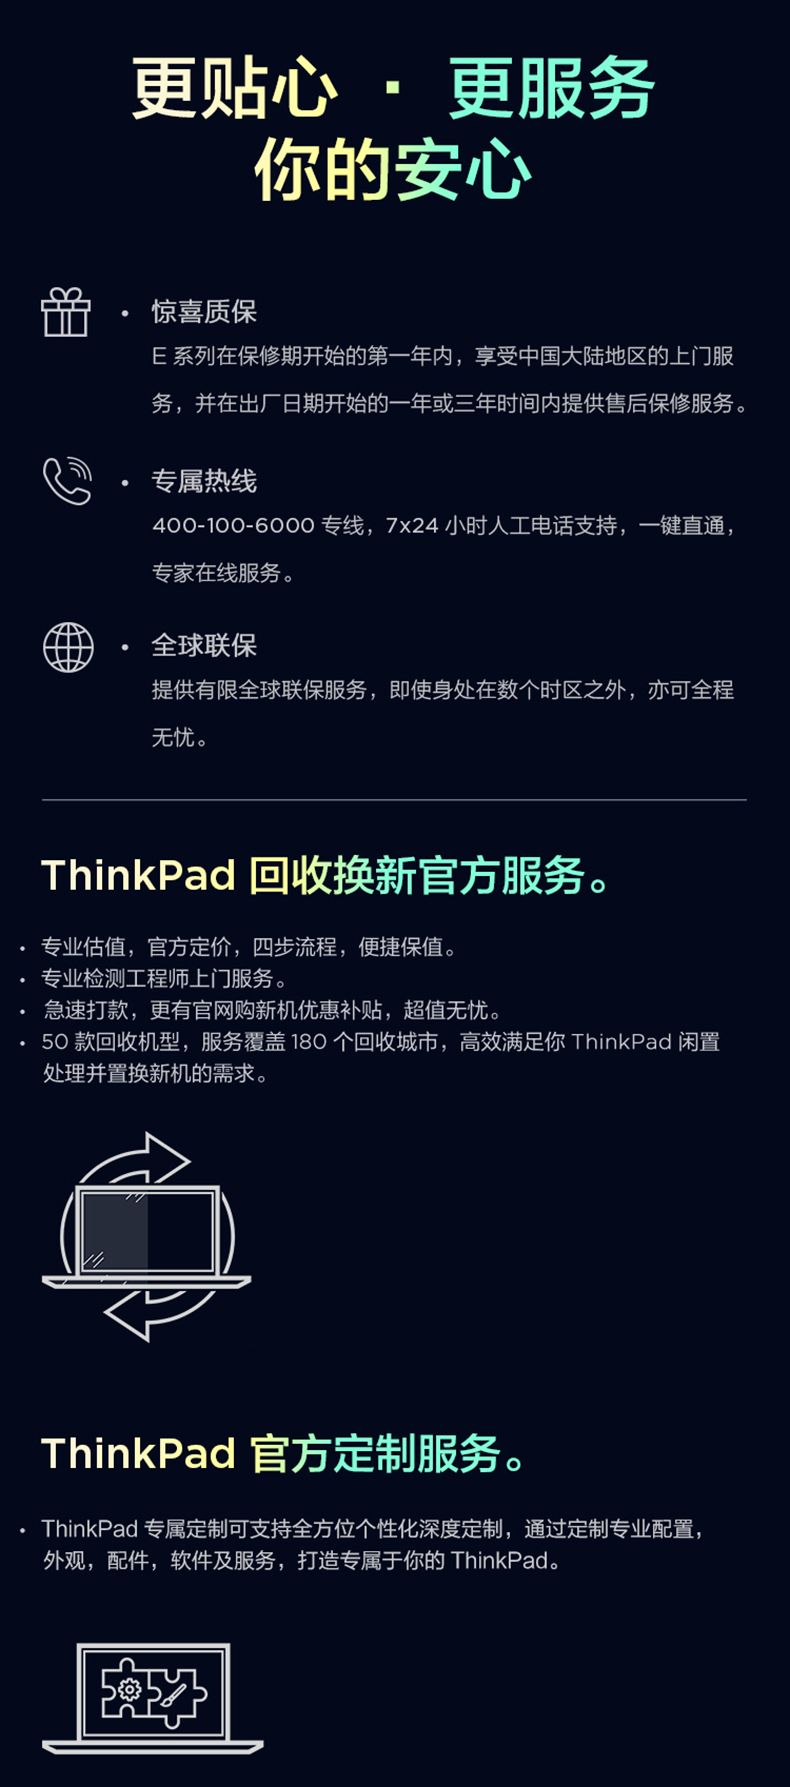 更贴心 · 更服务
你的安心
• 惊喜质保
E 系列在保修期开始的第一年内，享受中国大陆地区的上门服
务，并在出厂日期开始的一年或三年时间内提供售后保修服务。
• 专属热线
400-100-6000 专线，7x24 小时人工电话支持，一键直通，
专家在线服务。
• 全球联保
提供有限全球联保服务，即使身处在数个时区之外，亦可全程
无忧。
ThinkPad 回收换新官方服务。
• 专业估值，官方定价，四步流程，便捷保值。
• 专业检测工程师上门服务。
• 急速打款，更有官网购新机优惠补贴，超值无忧。
• 50 款回收机型，服务覆盖 180 个回收城市，高效满足你 ThinkPad 闲置
处理并置换新机的需求。
ThinkPad 官方定制服务。
• ThinkPad 专属定制可支持全方位个性化深度定制，通过定制专业配置，
外观，配件，软件及服务，打造专属于你的 ThinkPad。